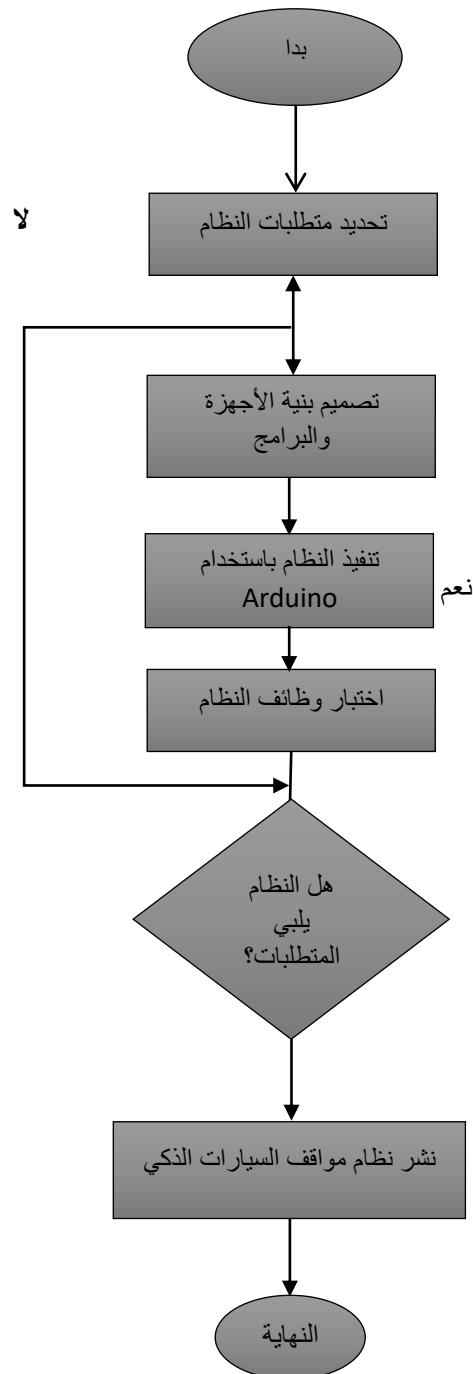 بدا
لا
تحديد متطلبات النظام
تصميم بنية الأجهزة
والبرامج
تنفيذ النظام باستخدام
Arduino
نعم
اختبار وظائف النظام
هل النظام
يلبي
المتطلبات؟
نشر نظام مواقف السيارات الذكي
النهاية